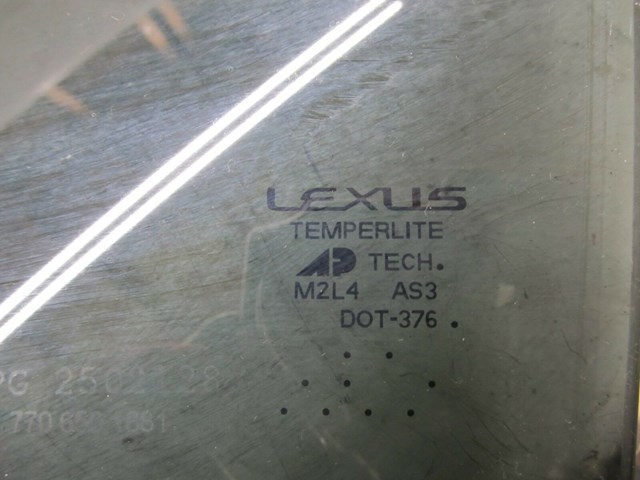 LEXUS
TEMPERLITE
AP TECH.
M2L4 AS3
DOT-376